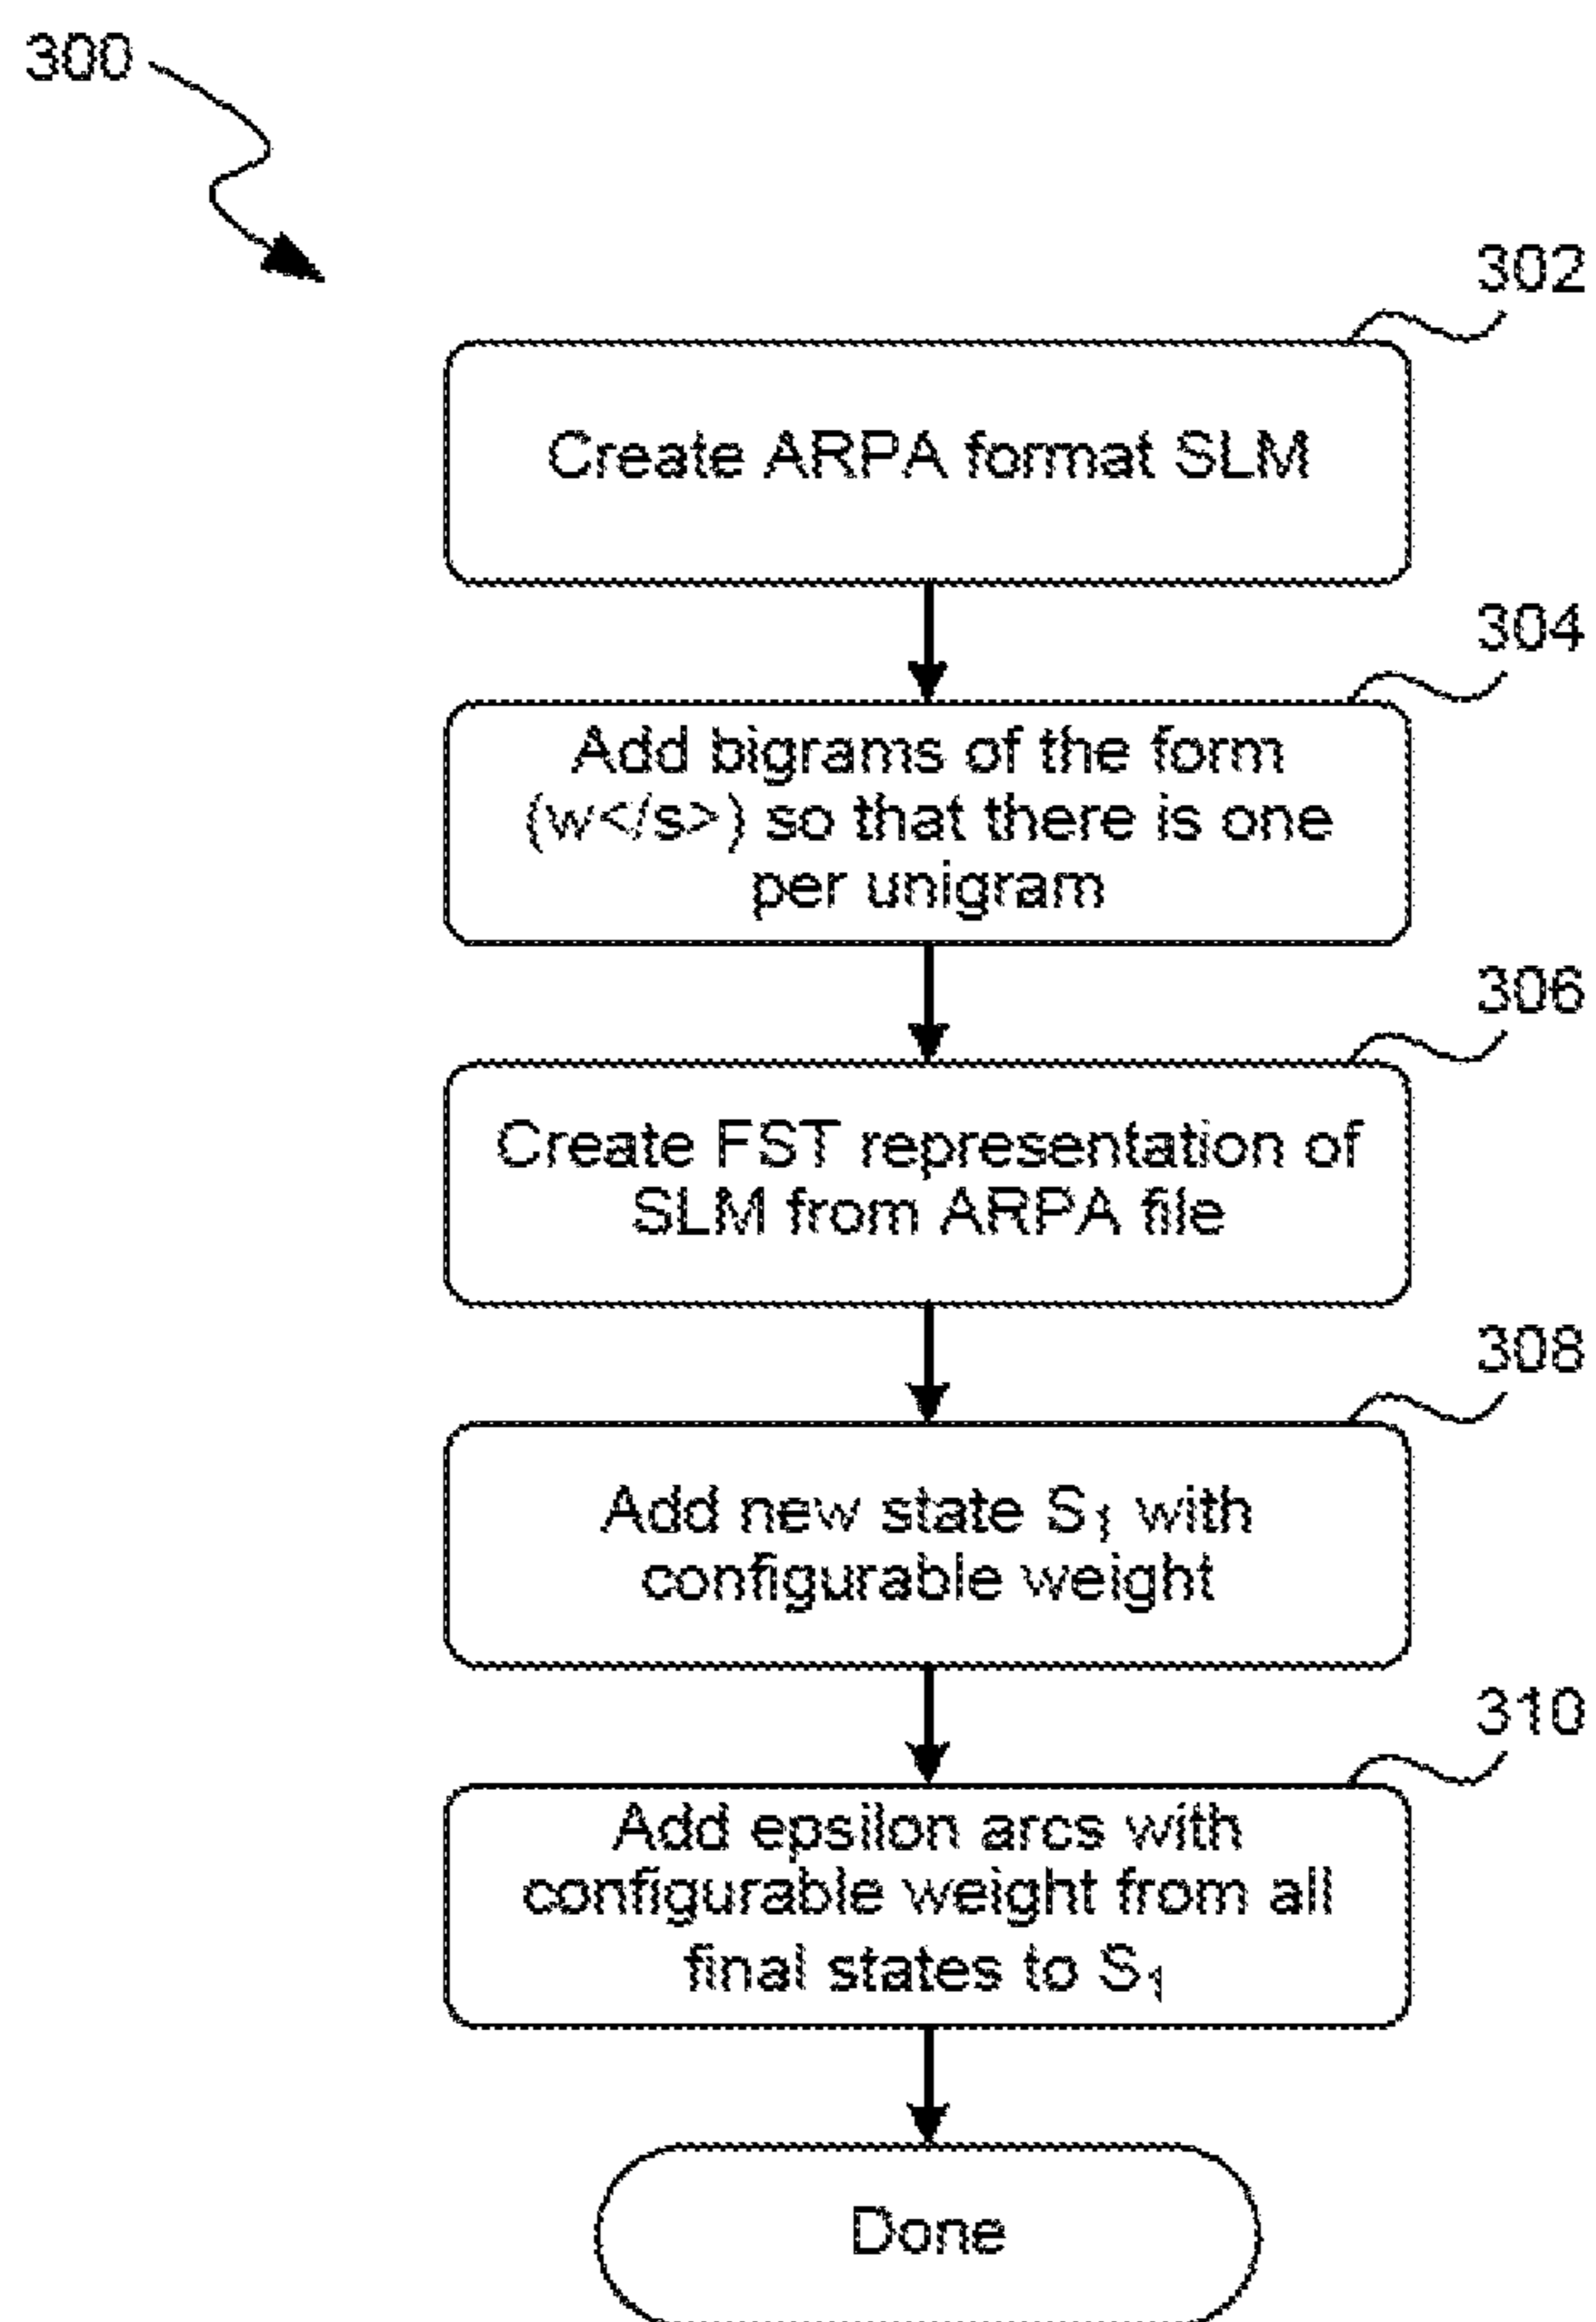 300
302
Create ARPA format SLM
304
Add bigrams of the form
(w</s>) so that there is one
per unigram
306
Create FST representation of
SLM from ARPA file
308
Add new state S₁ with
configurable weight
310
Add epsilon arcs with
configurable weight from all
final states to S₁
Done